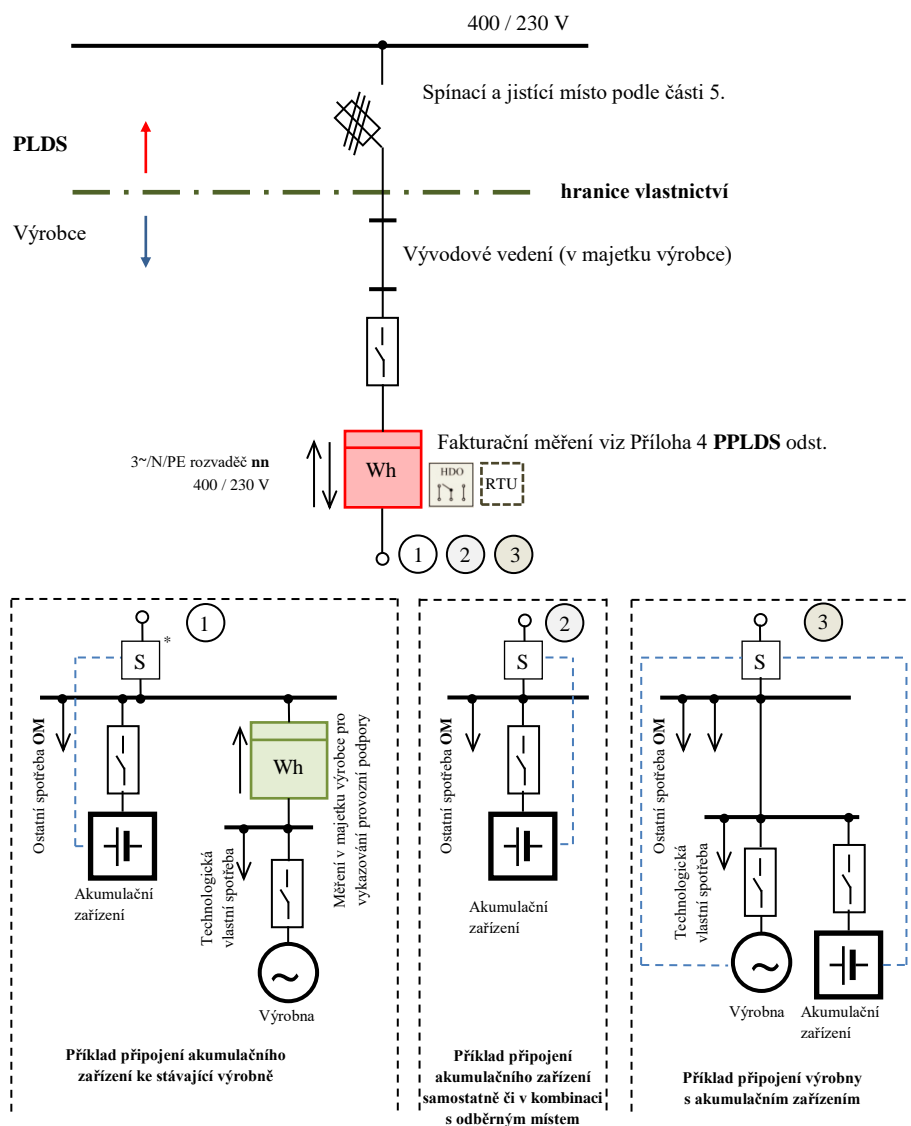 400 / 230 V
Spínací a jistící místo podle části 5.
PLDS
hranice vlastnictví
Výrobce
Vývodové vedení (v majetku výrobce)
Fakturační měření viz Příloha 4 PPLDS odst.
3~/N/PE rozvaděč nn
400 / 230 V
Wh
HDO
RTU
1
2
3
1
S
*
Ostatní spotřeba OM
Wh
Měření v majetku výrobce pro
vykazování provozní podpory
Akumulační
zařízení
Technologická
vlastní spotřeba
~
Výrobna
Příklad připojení akumulačního
zařízení ke stávající výrobně
2
S
Ostatní spotřeba OM
Akumulační
zařízení
Příklad připojení
akumulačního zařízení
samostatně či v kombinaci
s odběrným místem
3
S
Ostatní spotřeba OM
Technologická
vlastní spotřeba
~
Výrobna
Akumulační
zařízení
Příklad připojení výrobny
s akumulačním zařízením